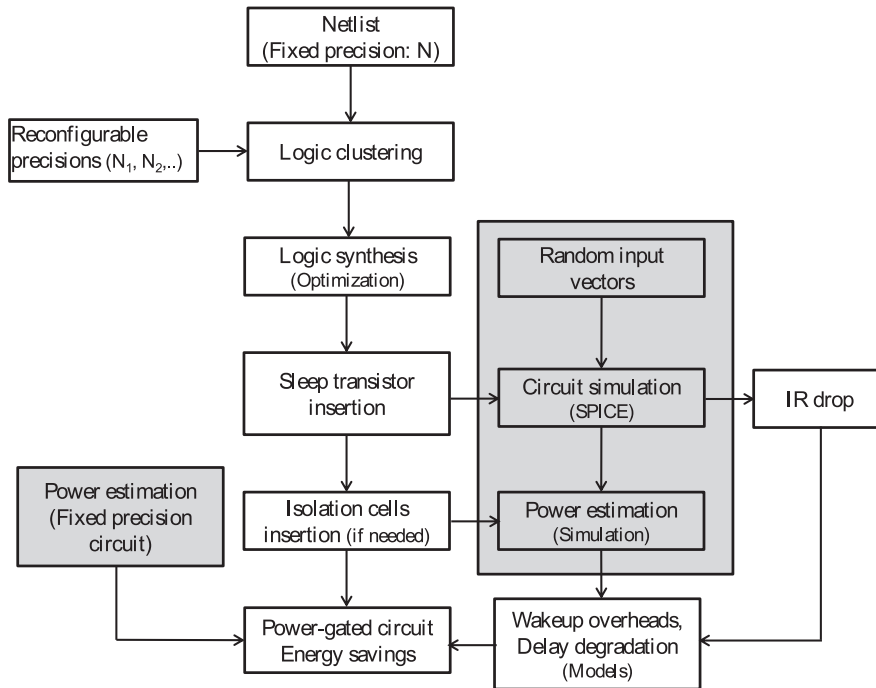 Netlist
(Fixed precision: N)
Reconfigurable
precisions (N₁, N₂,..)
Logic clustering
Logic synthesis
(Optimization)
Random input
vectors
Sleep transistor
insertion
Circuit simulation
(SPICE)
IR drop
Power estimation
(Fixed precision
circuit)
Isolation cells
insertion (if needed)
Power estimation
(Simulation)
Power-gated circuit
Energy savings
Wakeup overheads,
Delay degradation
(Models)